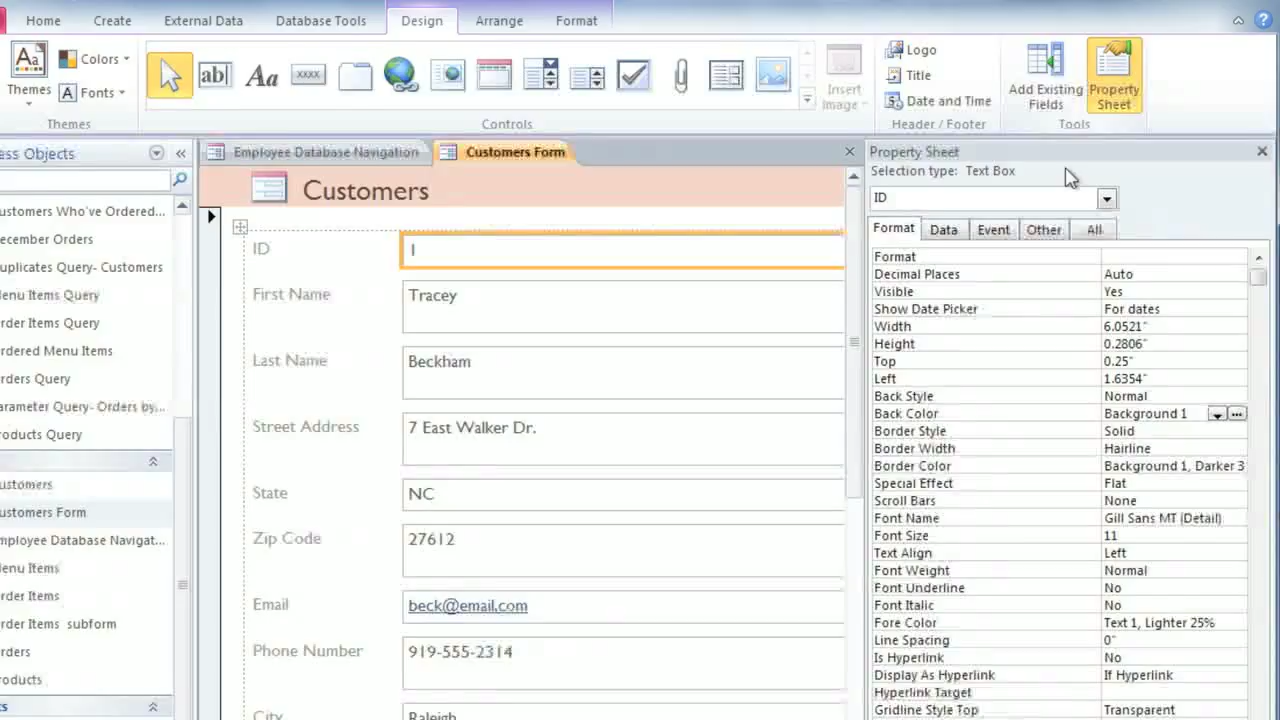 Home Create External Data Database Tools Design Arrange Format
Aa
Themes
Colors
A Fonts
Themes
ab|
Aa
XXXX
Controls
Insert
Image
Logo
Title
Date and Time
Header / Footer
Add Existing
Fields
Property
Sheet
Tools
ess Objects
ustomers Who've Ordered...
ecember Orders
uplicates Query- Customers
enu Items Query
rder Items Query
rdered Menu Items
rders Query
arameter Query- Orders by...
roducts Query
ustomers
ustomers Form
mployee Database Navigat...
enu Items
rder Items
rder Items subform
rders
roducts
s
Employee Database Navigation
Customers Form
Customers
ID 1
First Name Tracey
Last Name Beckham
Street Address 7 East Walker Dr.
State NC
Zip Code 27612
Email beck@email.com
Phone Number 919-555-2314
City Raleigh
Property Sheet
Selection type: Text Box
ID
Format Data Event Other All
Format
Decimal Places Auto
Visible Yes
Show Date Picker For dates
Width 6.0521"
Height 0.2806"
Top 0.25"
Left 1.6354"
Back Style Normal
Back Color Background 1
Border Style Solid
Border Width Hairline
Border Color Background 1, Darker 3
Special Effect Flat
Scroll Bars None
Font Name Gill Sans MT (Detail)
Font Size 11
Text Align Left
Font Weight Normal
Font Underline No
Font Italic No
Fore Color Text 1, Lighter 25%
Line Spacing 0"
Is Hyperlink No
Display As Hyperlink If Hyperlink
Hyperlink Target
Gridline Style Top Transparent